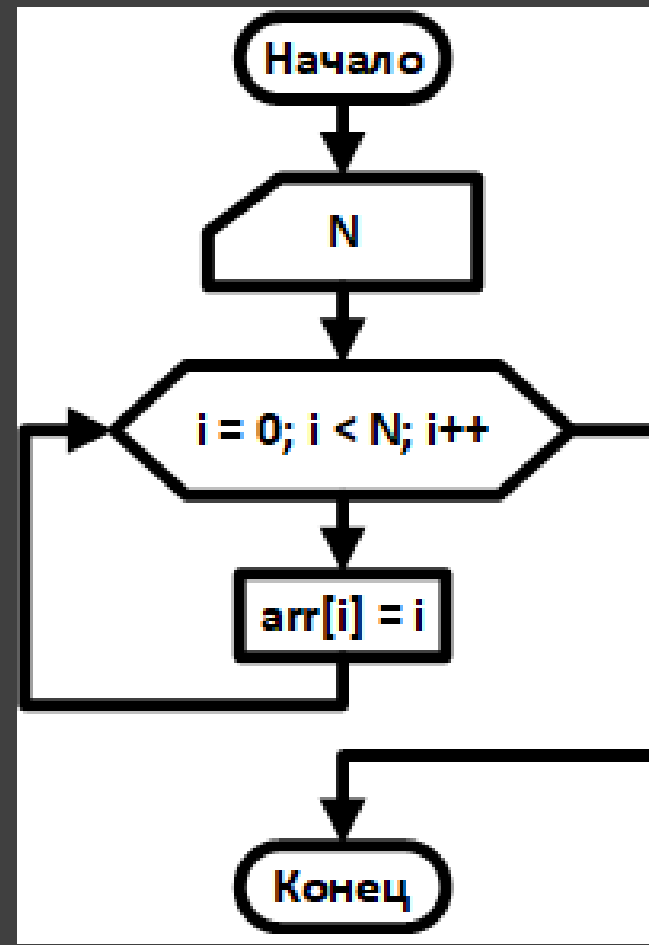 Начало
N
i = 0; i < N; i++
arr[i] = i
Конец